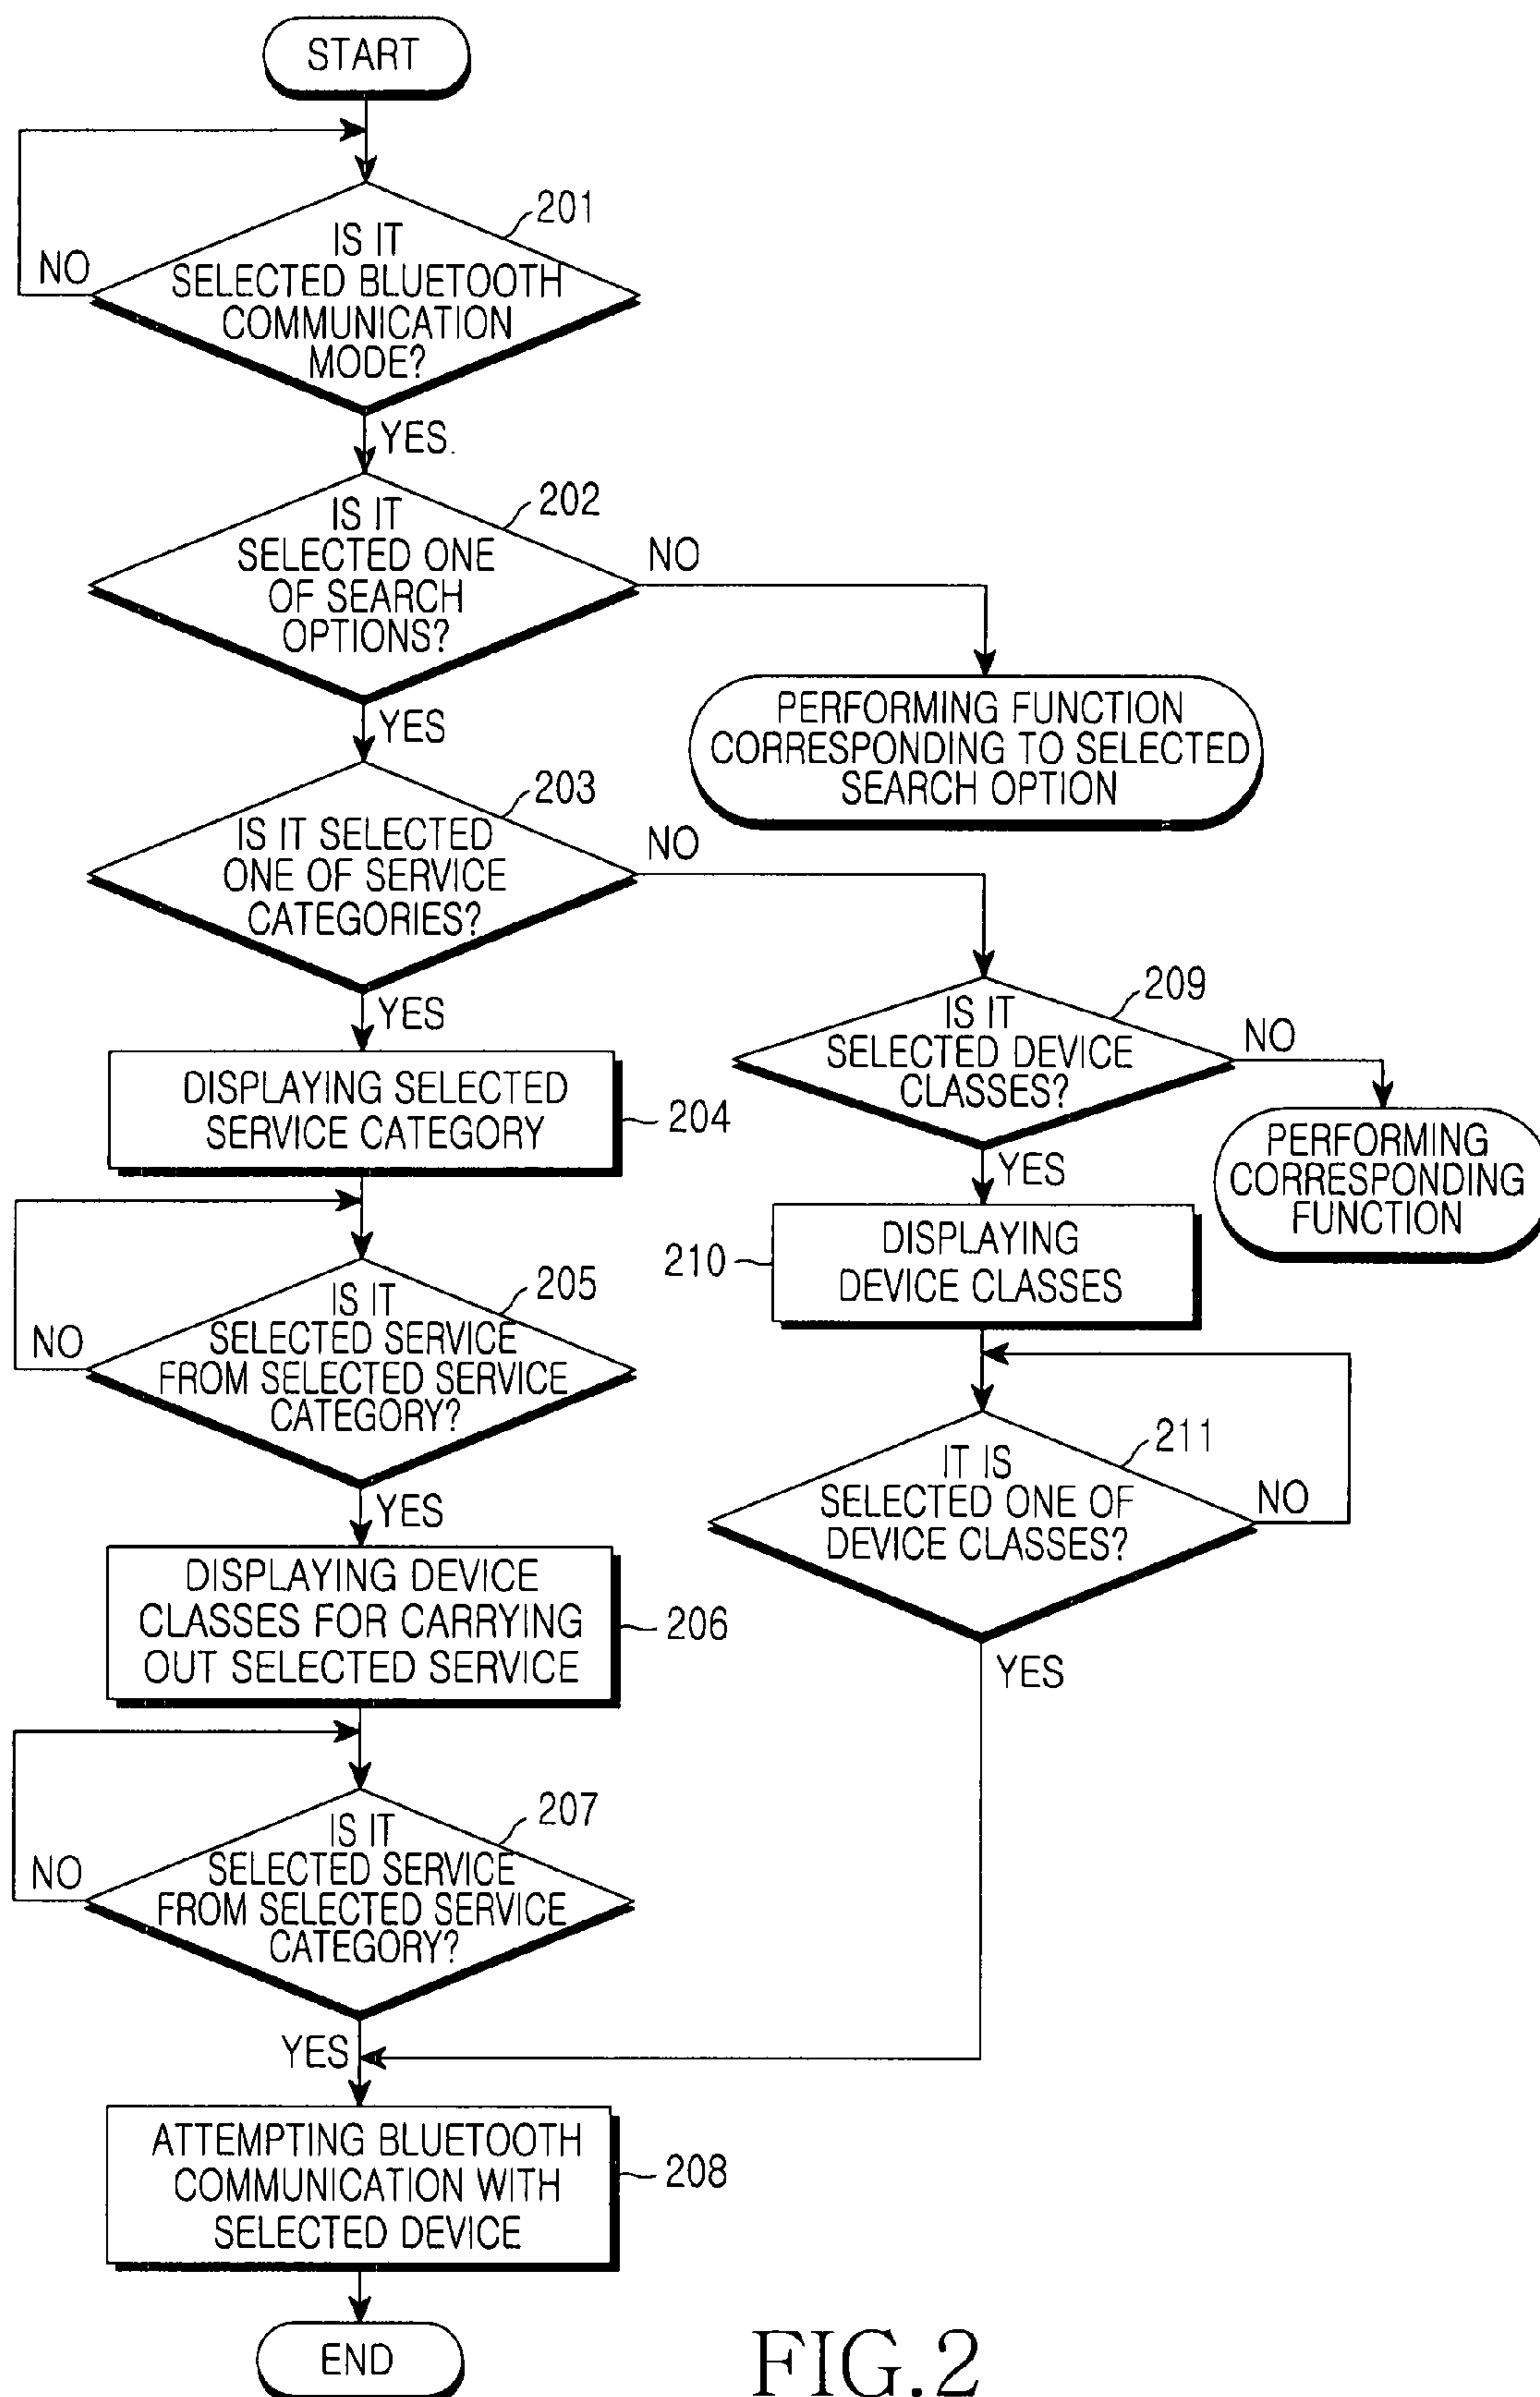 START
201
IS IT
SELECTED BLUETOOTH
COMMUNICATION
MODE?
NO
YES.
202
IS IT
SELECTED ONE
OF SEARCH
OPTIONS?
NO
YES
PERFORMING FUNCTION
CORRESPONDING TO SELECTED
SEARCH OPTION
203
IS IT SELECTED
ONE OF SERVICE
CATEGORIES?
NO
YES
DISPLAYING SELECTED
SERVICE CATEGORY
204
209
IS IT
SELECTED DEVICE
CLASSES?
NO
YES
PERFORMING
CORRESPONDING
FUNCTION
205
IS IT
SELECTED SERVICE
FROM SELECTED SERVICE
CATEGORY?
NO
YES
210
DISPLAYING
DEVICE CLASSES
211
IT IS
SELECTED ONE OF
DEVICE CLASSES?
NO
YES
DISPLAYING DEVICE
CLASSES FOR CARRYING
OUT SELECTED SERVICE
206
207
IS IT
SELECTED SERVICE
FROM SELECTED SERVICE
CATEGORY?
NO
YES
ATTEMPTING BLUETOOTH
COMMUNICATION WITH
SELECTED DEVICE
208
END
FIG.2